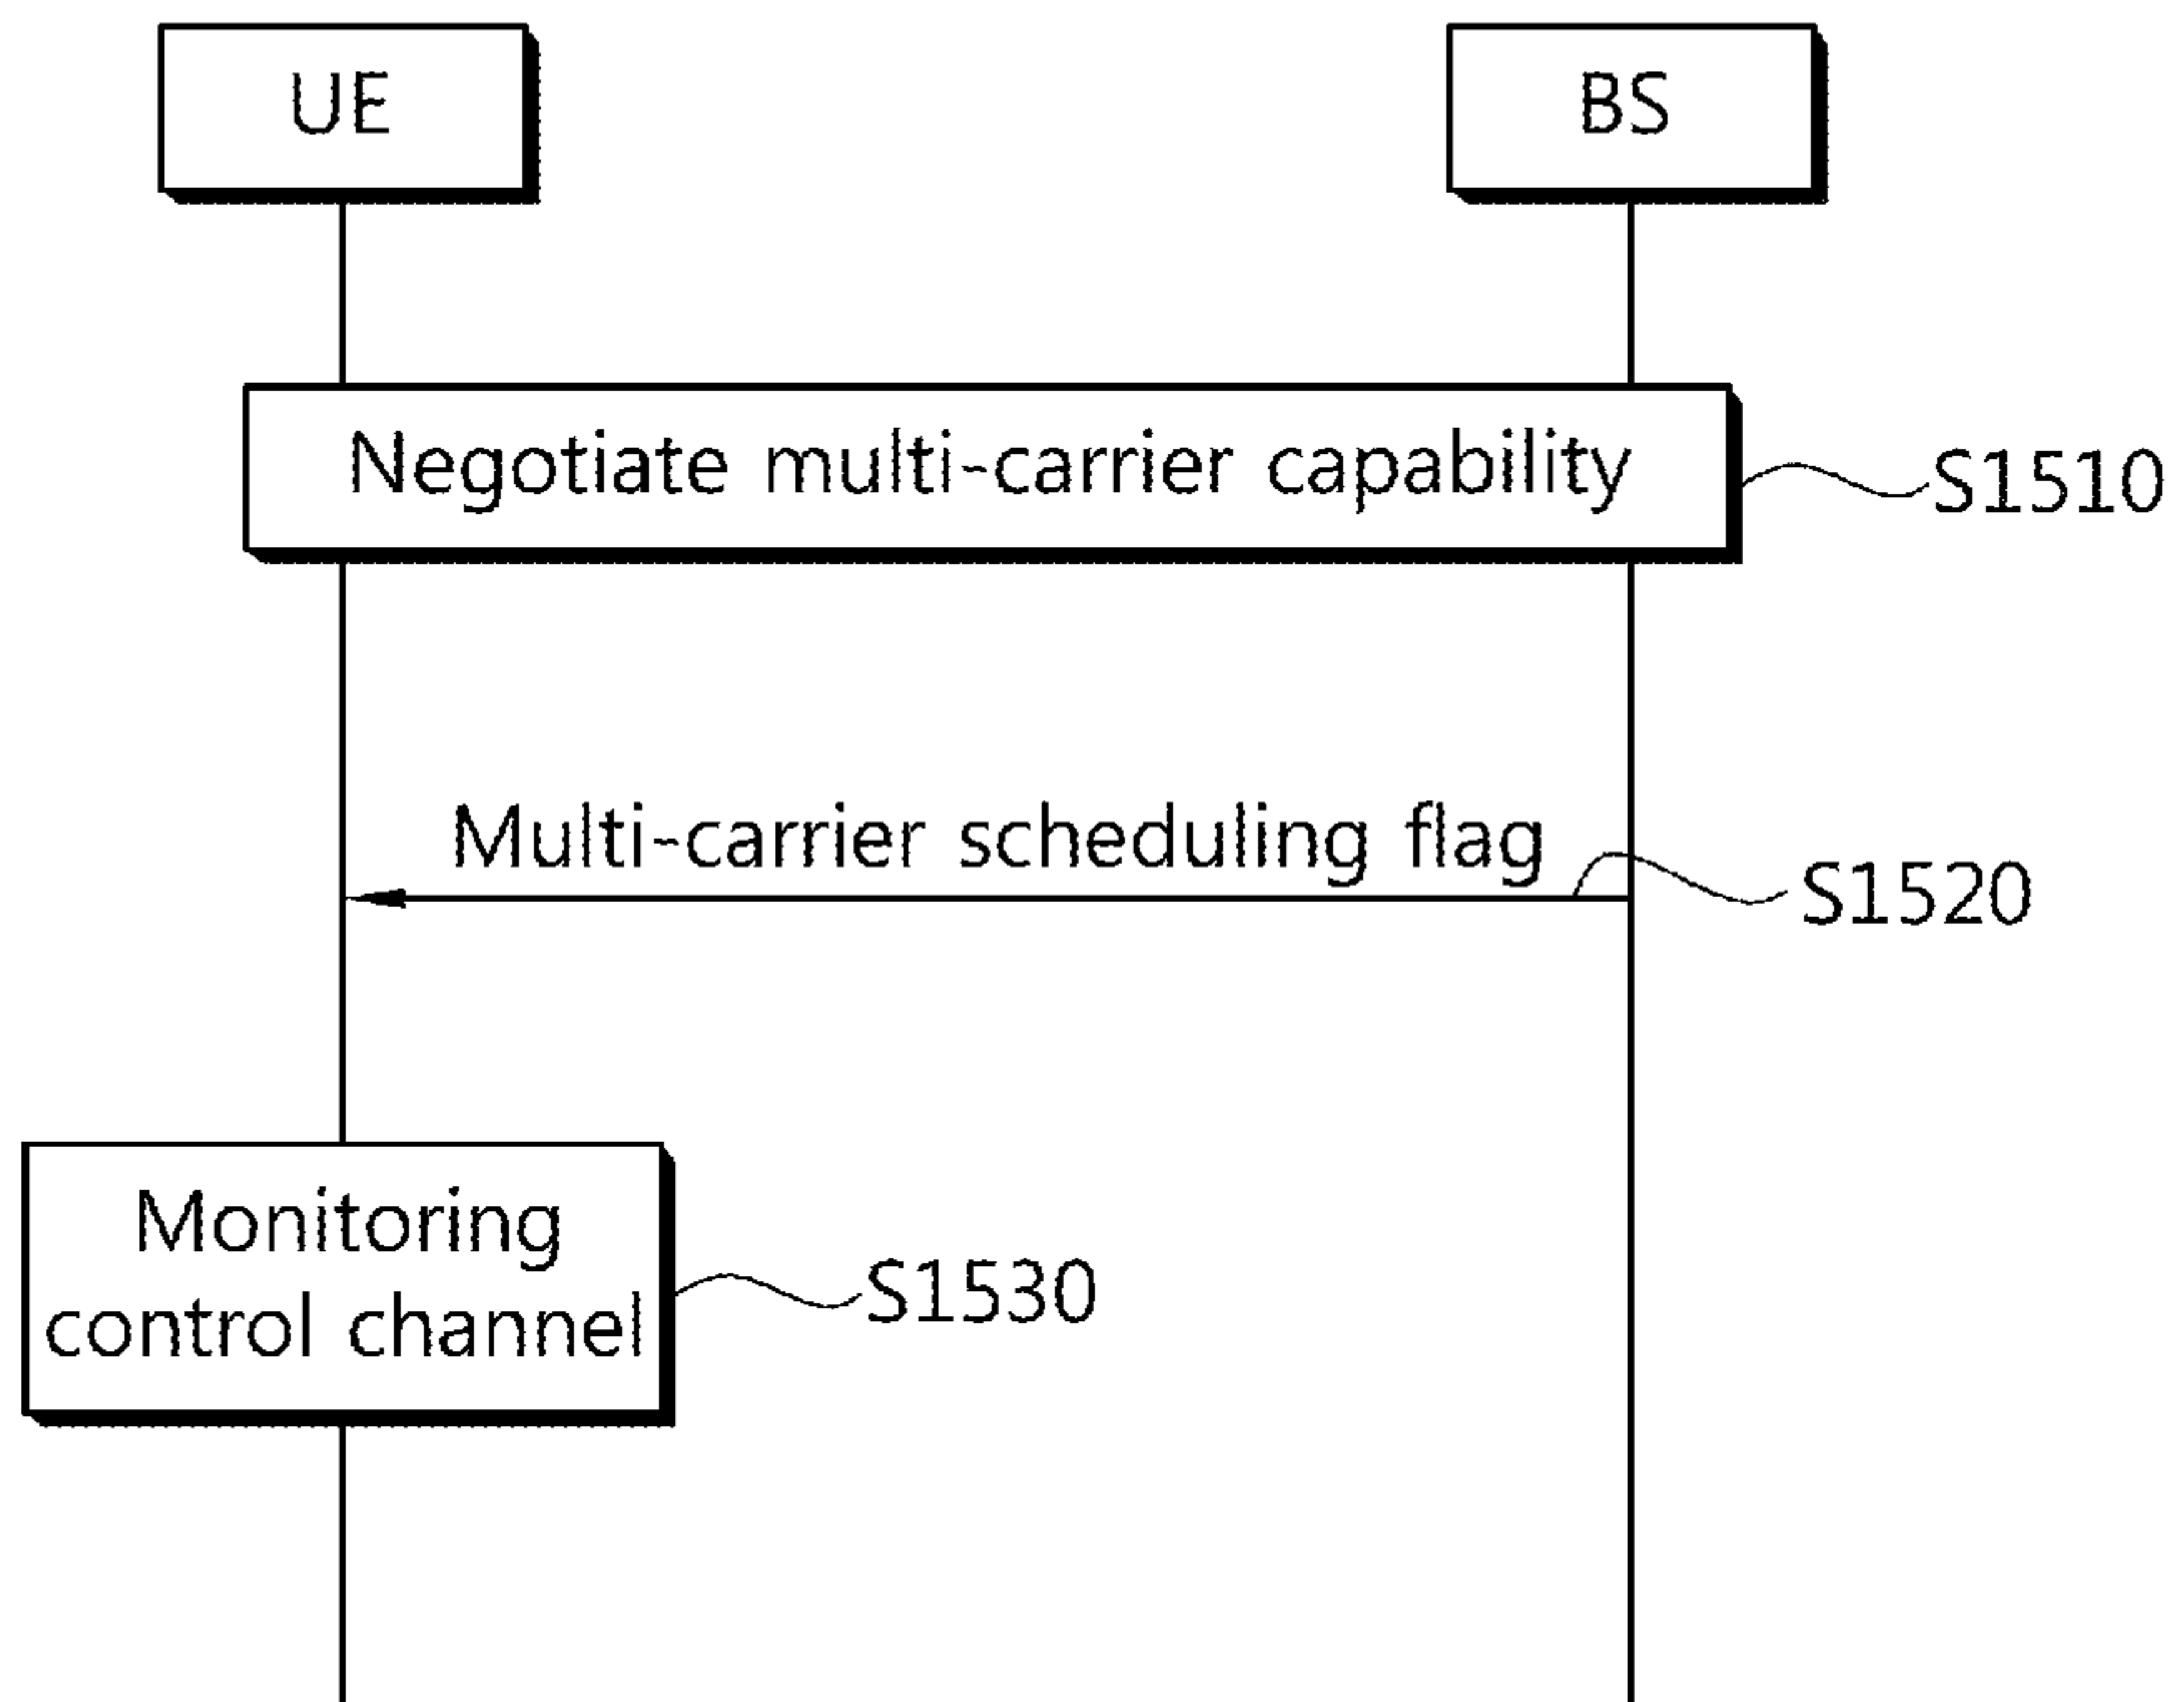 UE
BS
Negotiate multi-carrier capability
S1510
Multi-carrier scheduling flag
S1520
Monitoring
control channel
S1530